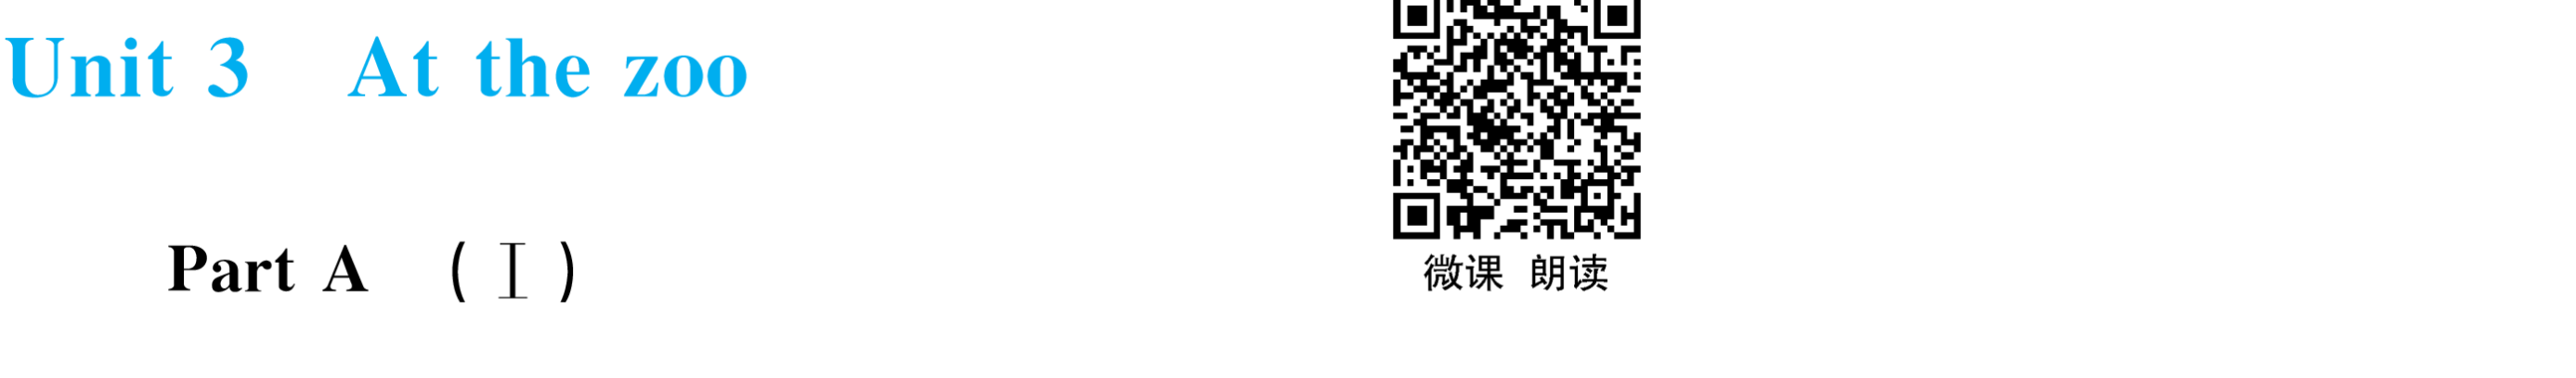 Unit 3 At the zoo
Part A (Ⅰ)
微课 朗读